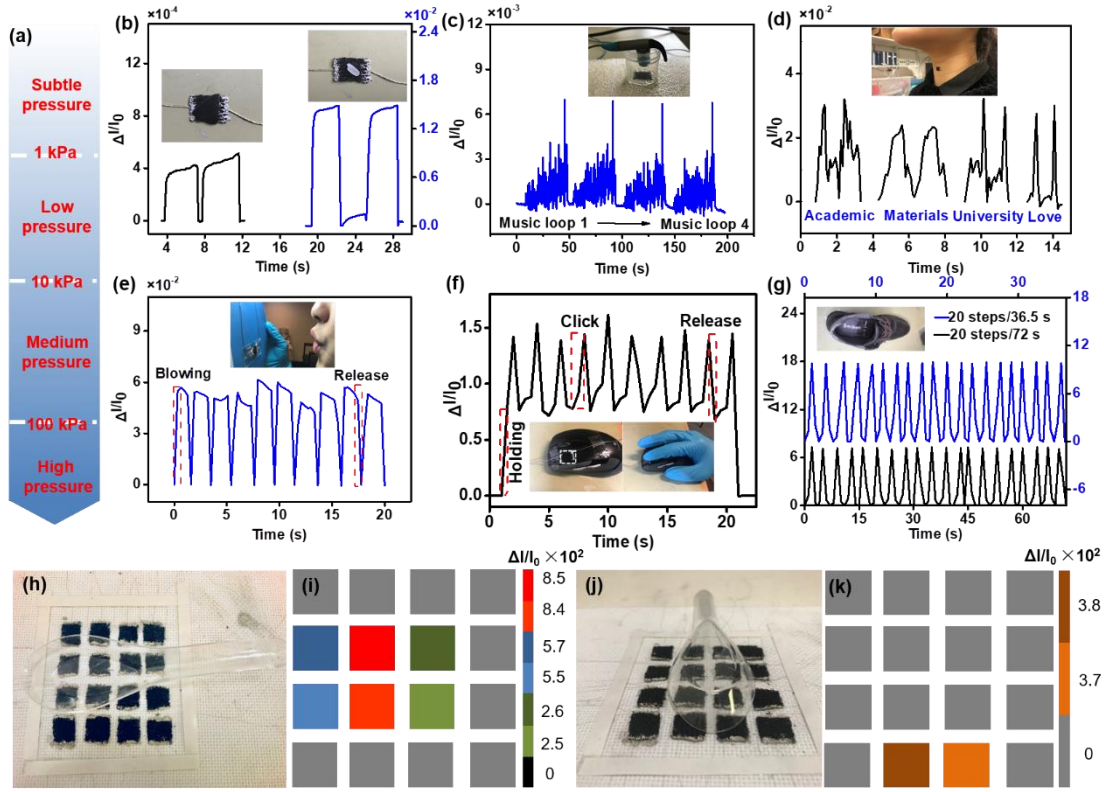 (a)
Subtle
pressure
1 kPa
Low
pressure
10 kPa
Medium
pressure
100 kPa
High
pressure
(b)
×10⁻⁴
×10⁻²
ΔI/I₀
12
8
4
0
2.4
1.8
1.2
0.6
0.0
4 8 12 16 20 24 28
Time (s)
(c)
×10⁻³
ΔI/I₀
12
9
6
3
0
Music loop 1
Music loop 4
0 50 100 150 200
Time (s)
(d)
×10⁻²
ΔI/I₀
6
4
2
0
Academic Materials University Love
0 2 4 6 8 10 12 14
Time (s)
(e)
×10⁻²
ΔI/I₀
9
6
3
0
Blowing
Release
0 5 10 15 20
Time (s)
(f)
ΔI/I₀
1.5
1.0
0.5
0.0
Click
Release
Holding
0 5 10 15 20
Time (s)
(g)
0 10 20 30
20 steps/36.5 s
20 steps/72 s
ΔI/I₀
24
18
12
6
0
18
12
6
0
-6
0 15 30 45 60
Time (s)
(h)
(i)
ΔI/I₀ ×10²
8.5
8.4
5.7
5.5
2.6
2.5
0
(j)
(k)
ΔI/I₀ ×10²
3.8
3.7
0